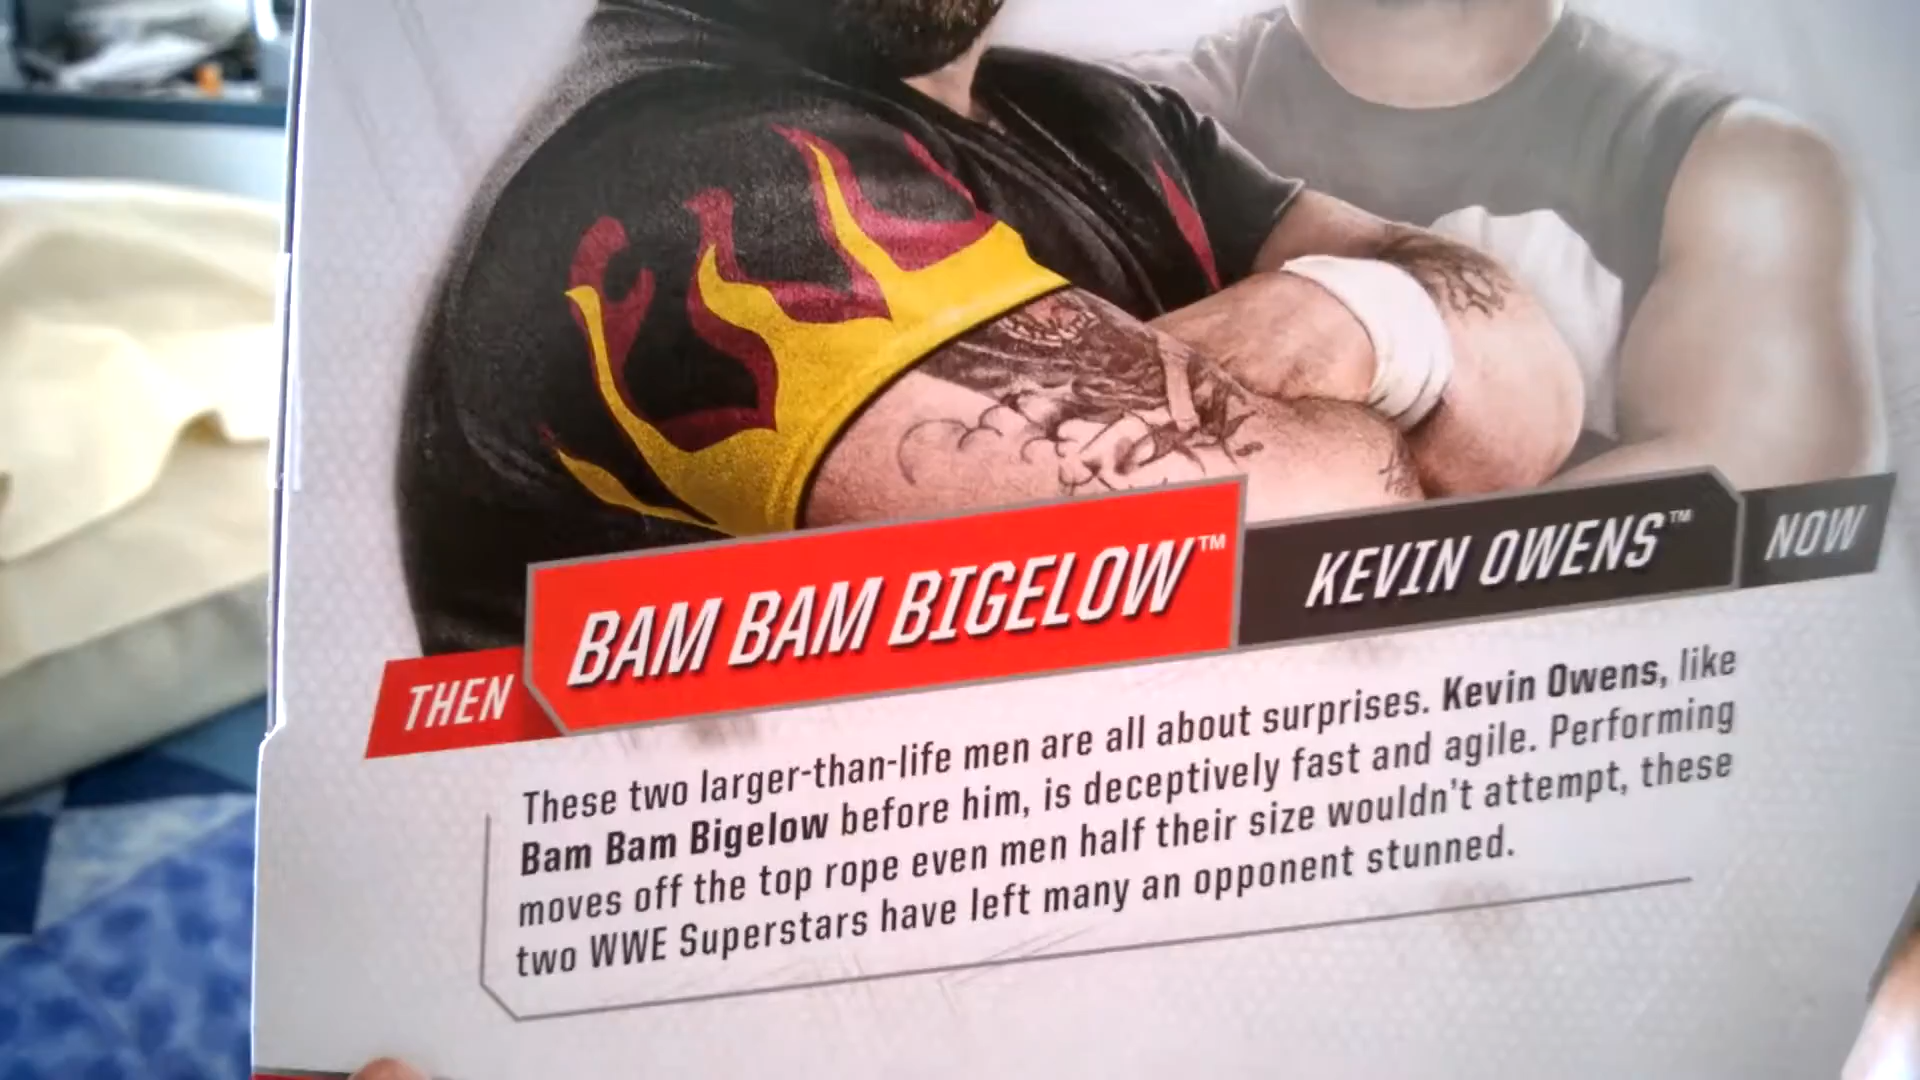 THEN BAM BAM BIGELOW™ KEVIN OWENS™ NOW
These two larger-than-life men are all about surprises. Kevin Owens, like
Bam Bam Bigelow before him, is deceptively fast and agile. Performing
moves off the top rope even men half their size wouldn't attempt, these
two WWE Superstars have left many an opponent stunned.